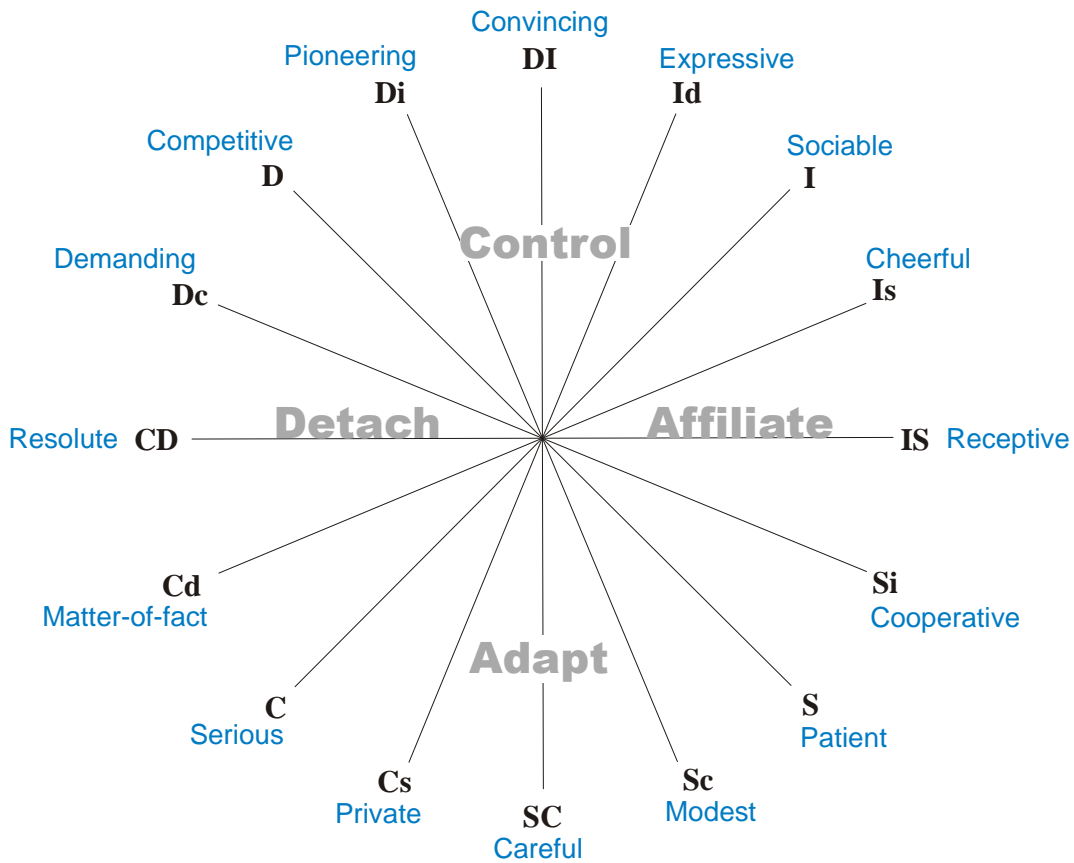 Convincing
DI
Pioneering
Di
Expressive
Id
Competitive
D
Sociable
I
Control
Demanding
Dc
Cheerful
Is
Detach
Affiliate
Resolute CD
IS Receptive
Cd
Matter-of-fact
Si
Cooperative
Adapt
C
Serious
S
Patient
Cs
Private
Sc
Modest
SC
Careful